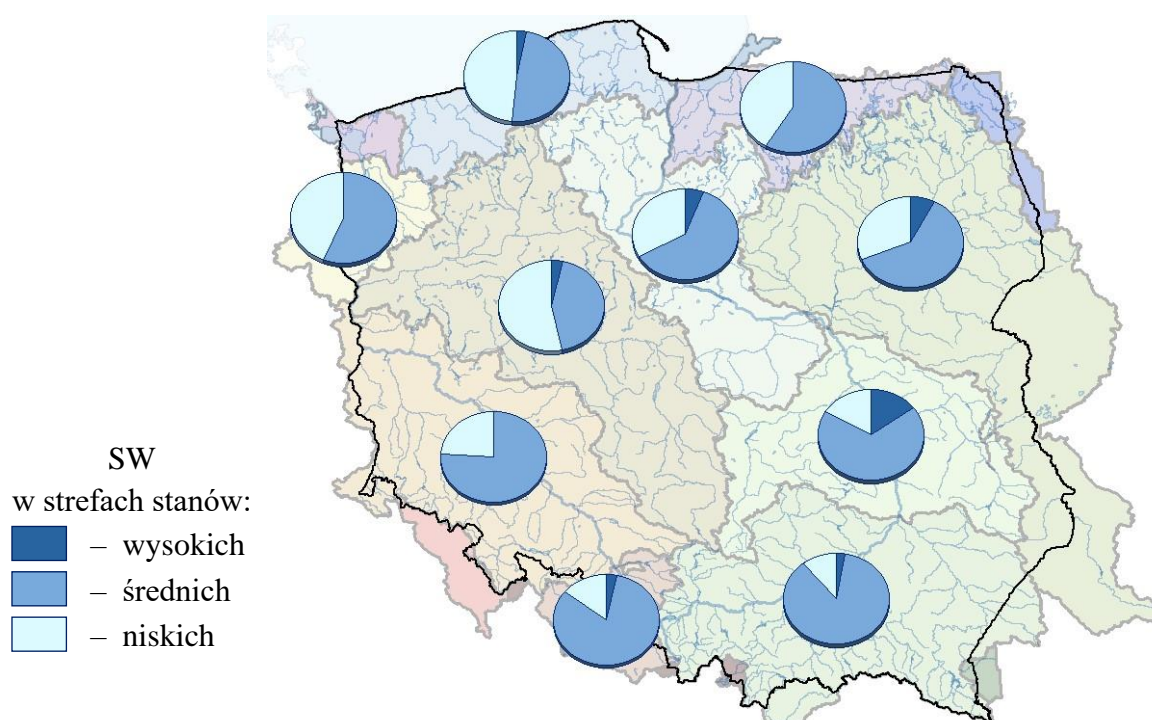 SW
w strefach stanów:
– wysokich
– średnich
– niskich